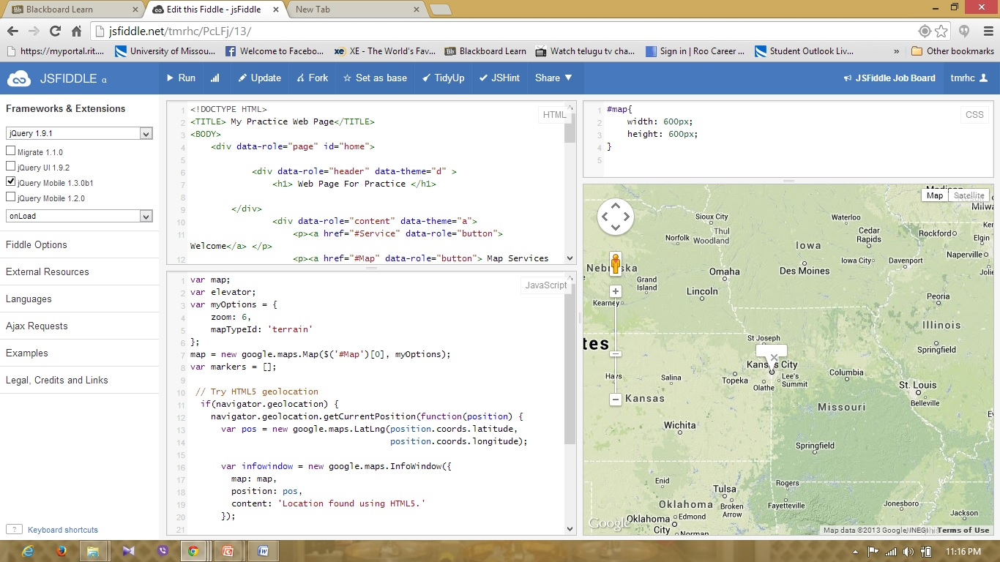 Blackboard Learn
Edit this Fiddle - jsFiddle
New Tab
jsfiddle.net/tmrhc/PcLFj/13/
https://myportal.rit....
University of Missou...
Welcome to Facebo...
XE - The World's Fav...
Blackboard Learn
Watch telugu tv cha...
Sign in | Roo Career ...
Student Outlook Liv...
»
Other bookmarks
JSFIDDLE α
Run
Update
Fork
Set as base
TidyUp
JSHint
Share
JSFiddle Job Board
tmrhc
Frameworks & Extensions
jQuery 1.9.1
Migrate 1.1.0
jQuery UI 1.9.2
jQuery Mobile 1.3.0b1
jQuery Mobile 1.2.0
onLoad
Fiddle Options
External Resources
Languages
Ajax Requests
Examples
Legal, Credits and Links
? Keyboard shortcuts
HTML
1 <!DOCTYPE HTML>
2 <TITLE> My Practice Web Page</TITLE>
3 <BODY>
4 <div data-role="page" id="home">
5
6 <div data-role="header" data-theme="d" >
7 <h1> Web Page For Practice </h1>
8
9 </div>
10 <div data-role="content" data-theme="a">
11 <p><a href="#Service" data-role="button">
Welcome</a> </p>
12 <p><a href="#Map" data-role="button"> Map Services
JavaScript
1 var map;
2 var elevator;
3 var myOptions = {
4 zoom: 6,
5 mapTypeId: 'terrain'
6 };
7 map = new google.maps.Map($('#Map')[0], myOptions);
8 var markers = [];
9
10 // Try HTML5 geolocation
11 if(navigator.geolocation) {
12 navigator.geolocation.getCurrentPosition(function(position) {
13 var pos = new google.maps.LatLng(position.coords.latitude,
14 position.coords.longitude);
15
16 var infowindow = new google.maps.InfoWindow({
17 map: map,
18 position: pos,
19 content: 'Location found using HTML5.'
20 });
21
CSS
1 #map{
2 width: 600px;
3 height: 600px;
4 }
5
Map
Satellite
Sioux City
Waterloo
Thul
Woodland
Norfolk
Cedar
Rapids
Rockford
Elgin
Iowa
Naperville
Iowa City
Davenport
Nebraska
Omaha
Des Moines
Grand
Island
Lincoln
Kearney
Peoria
Illinois
St Joseph
Springfield
tes
Kansas City
Hays
Salina
Topeka
Lee's
Summit
Olathe
Columbia
St. Louis
Belleville
Kansas
Missouri
Wichita
Springfield
Enid
Tulsa
Rogers
Oklahoma
Broken
Arrow
Fayetteville
Jonesboro
Jackson
Oklahoma
City
Edmond
Norman
Google
Map data ©2013 Google, INEGI
Terms of Use
11:16 PM